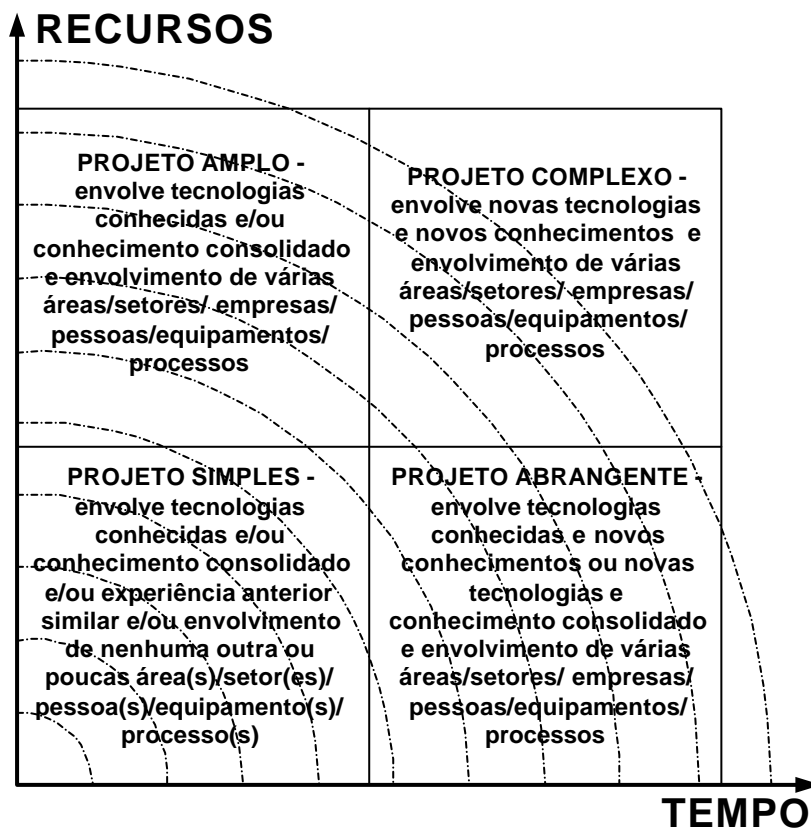 RECURSOS
PROJETO AMPLO -
envolve tecnologias
conhecidas e/ou
conhecimento consolidado
e envolvimento de várias
áreas/setores/ empresas/
pessoas/equipamentos/
processos
PROJETO COMPLEXO -
envolve novas tecnologias
e novos conhecimentos e
envolvimento de várias
áreas/setores/ empresas/
pessoas/equipamentos/
processos
PROJETO SIMPLES -
envolve tecnologias
conhecidas e/ou
conhecimento consolidado
e/ou experiência anterior
similar e/ou envolvimento
de nenhuma outra ou
poucas área(s)/setor(es)/
pessoa(s)/equipamento(s)/
processo(s)
PROJETO ABRANGENTE -
envolve tecnologias
conhecidas e novos
conhecimentos ou novas
tecnologias e
conhecimento consolidado
e envolvimento de várias
áreas/setores/ empresas/
pessoas/equipamentos/
processos
TEMPO